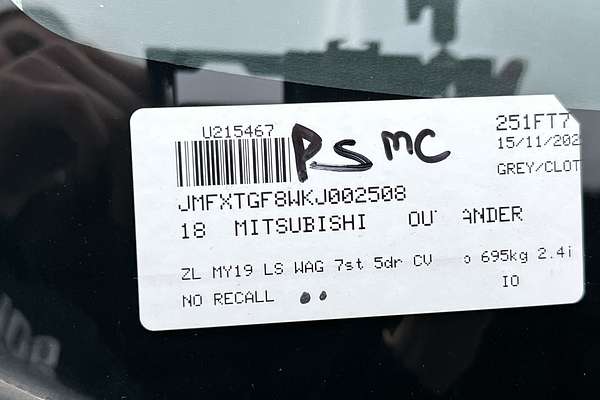 U215467
PS MC
251FT7
15/11/202
GREY/CLOT
JMFXTGF8WKJ002508
18 MITSUBISHI OU ANDER
ZL MY19 LS WAG 7st 5dr CV o 695kg 2.4i
NO RECALL
IO